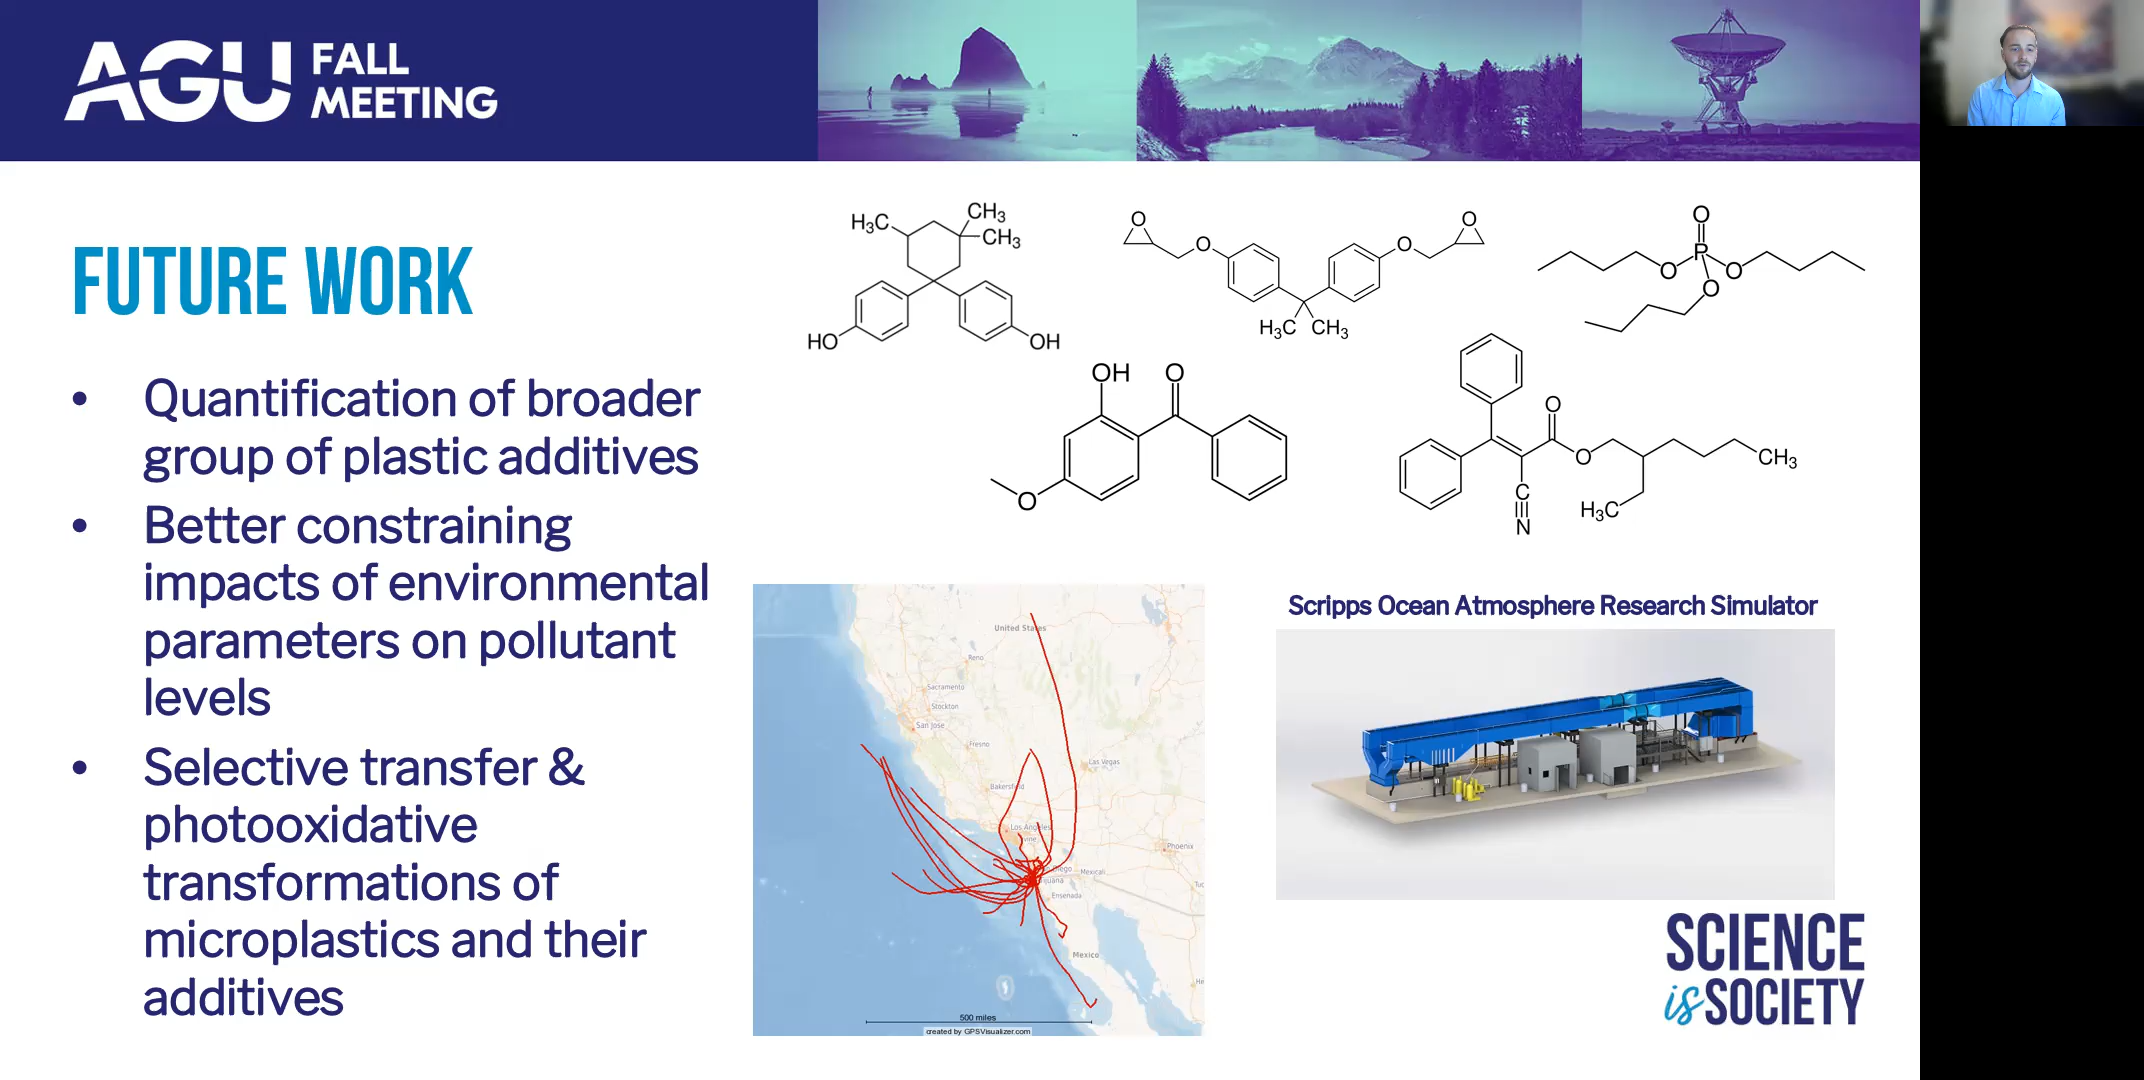 AGU FALL
MEETING
FUTURE WORK
• Quantification of broader
group of plastic additives
• Better constraining
impacts of environmental
parameters on pollutant
levels
• Selective transfer &
photooxidative
transformations of
microplastics and their
additives
H₃C CH₃
CH₃
HO OH
O O
O O
H₃C CH₃
O
P
O O
O
OH O
O
O
O
CH₃
C
N
H₃C
United States
Reno
Sacramento
Stockton
San Jose
Fresno
Las Vegas
Bakersfield
Los Angeles
Phoenix
Mexicali
Ensenada
Mexico
500 miles
created by GPSVisualizer.com
Scripps Ocean Atmosphere Research Simulator
SCIENCE
is SOCIETY